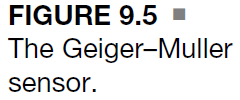 FIGURE 9.5 ■
The Geiger–Muller
sensor.